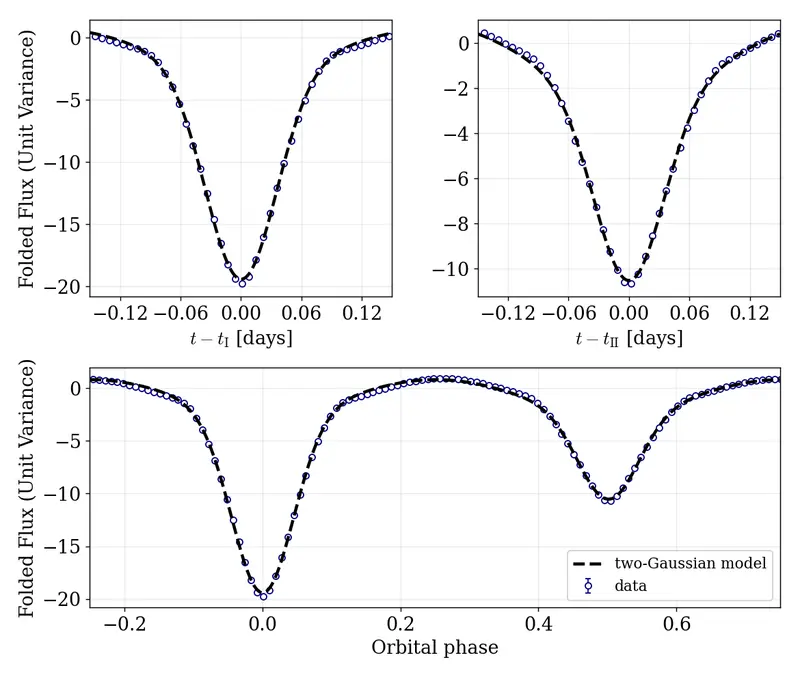 Folded Flux (Unit Variance)
0
−5
−10
−15
−20
−0.12 −0.06 0.00 0.06 0.12
t − tI [days]
0
−2
−4
−6
−8
−10
−0.12 −0.06 0.00 0.06 0.12
t − tII [days]
Folded Flux (Unit Variance)
0
−5
−10
−15
−20
−0.2 0.0 0.2 0.4 0.6
Orbital phase
two-Gaussian model
data